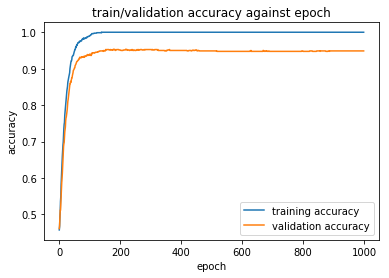 train/validation accuracy against epoch
accuracy
1.0
0.9
0.8
0.7
0.6
0.5
training accuracy
validation accuracy
0 200 400 600 800 1000
epoch